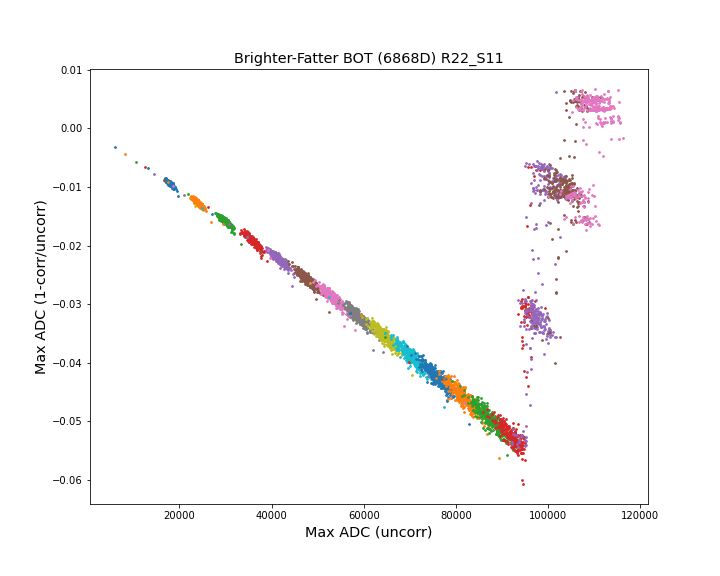 Brighter-Fatter BOT (6868D) R22_S11
0.01
0.00
−0.01
−0.02
−0.03
−0.04
−0.05
−0.06
Max ADC (1-corr/uncorr)
20000 40000 60000 80000 100000 120000
Max ADC (uncorr)